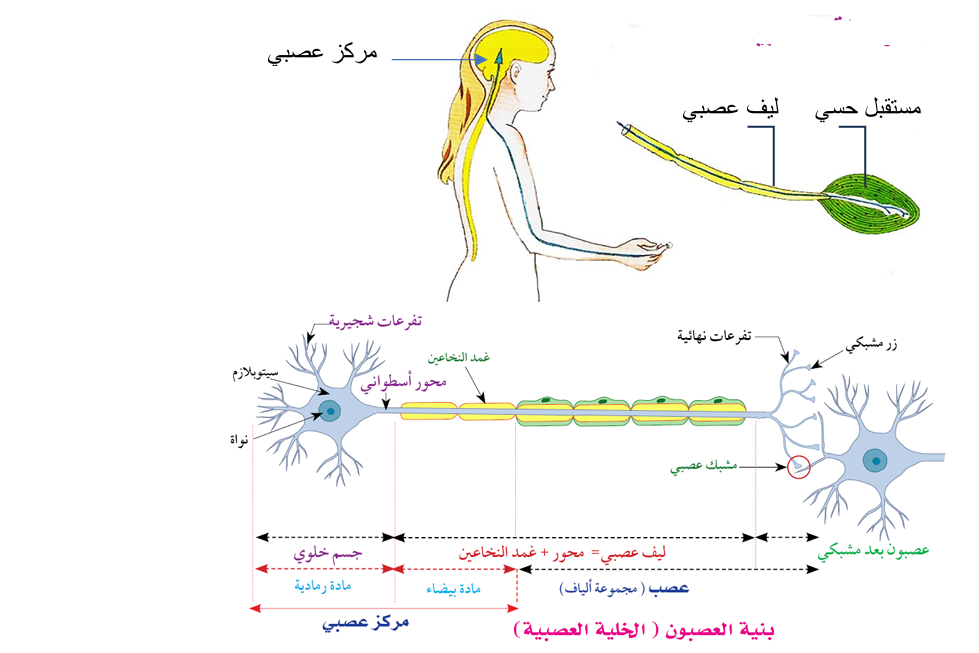 مركز عصبي
مستقبل حسي
ليف عصبي
تفرعات شجيرية
تفرعات نهائية
زر مشبكي
غمد النخاعين
سيتوبلازم
محور أسطواني
نواة
مشبك عصبي
عصبون بعد مشبكي
جسم خلوي
ليف عصبي= محور + غمد النخاعين
مادة رمادية
مادة بيضاء
عصب ( مجموعة ألياف)
مركز عصبي
بنية العصبون ( الخلية العصبية )